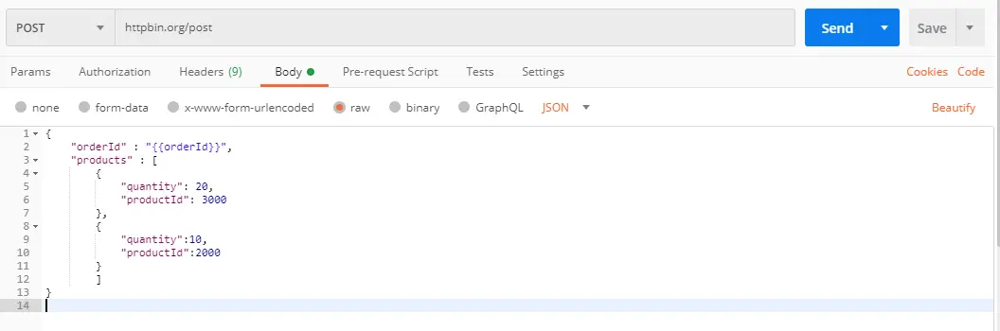 POST httpbin.org/post Send Save
Params Authorization Headers (9) Body Pre-request Script Tests Settings Cookies Code
none form-data x-www-form-urlencoded raw binary GraphQL JSON Beautify
1 {
2 "orderId" : "{{orderId}}",
3 "products" : [
4 {
5 "quantity": 20,
6 "productId": 3000
7 },
8 {
9 "quantity":10,
10 "productId":2000
11 }
12 ]
13 }
14